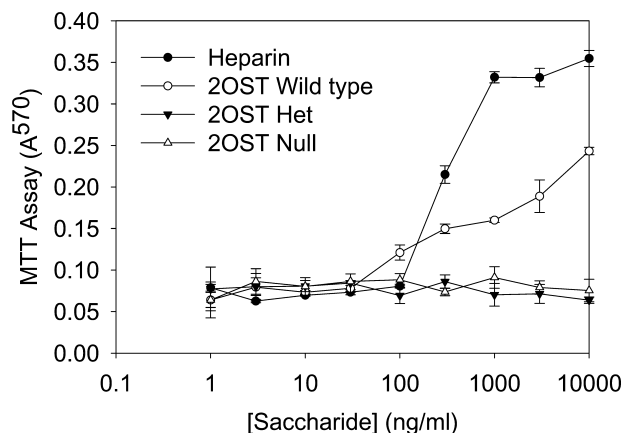 Heparin
2OST Wild type
2OST Het
2OST Null
MTT Assay (A570)
0.40
0.35
0.30
0.25
0.20
0.15
0.10
0.05
0.00
0.1 1 10 100 1000 10000
[Saccharide] (ng/ml)